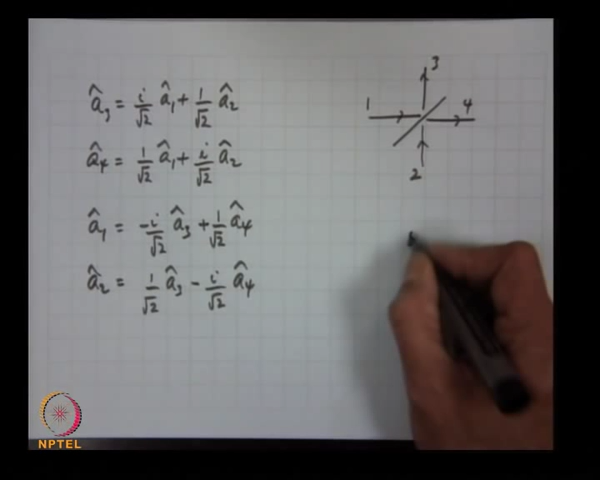 â₃ = i/√2 â₁ + 1/√2 â₂
â₄ = 1/√2 â₁ + i/√2 â₂
â₁ = -i/√2 â₃ + 1/√2 â₄
â₂ = 1/√2 â₃ - i/√2 â₄
3
1 4
2
NPTEL